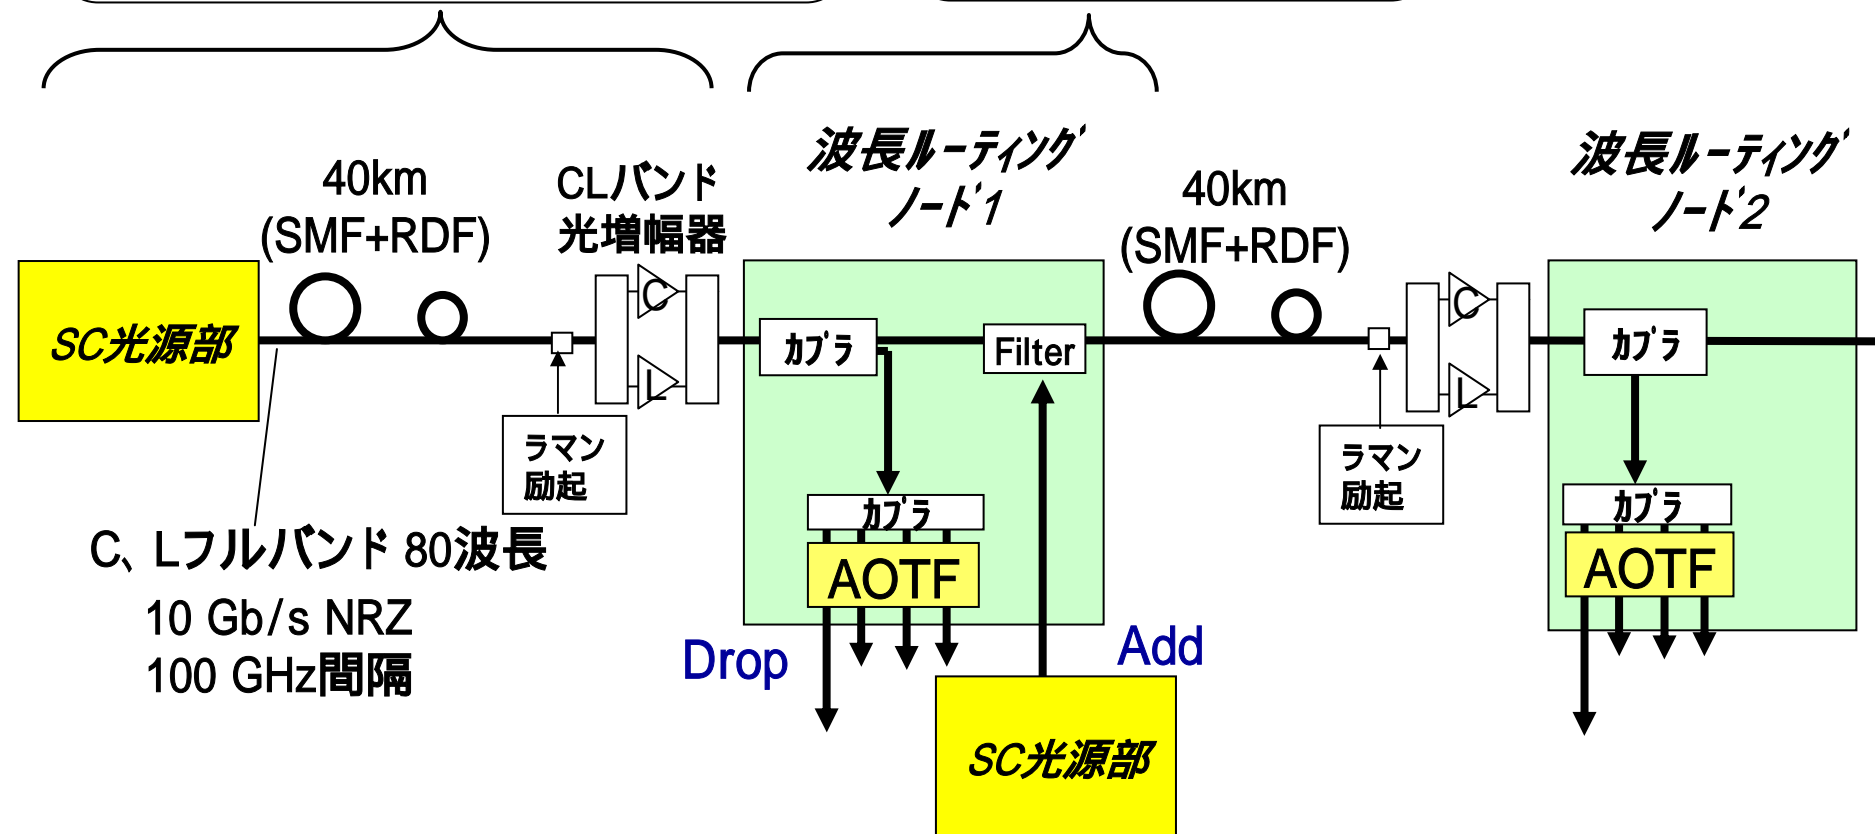 波長ルーティング
ノード1
波長ルーティング
ノード2
40km
(SMF+RDF)
CLバンド
光増幅器
40km
(SMF+RDF)
SC光源部
C
L
カプラ
Filter
C
L
カプラ
ラマン
励起
ラマン
励起
カプラ
AOTF
カプラ
AOTF
C、Lフルバンド 80波長
10 Gb/s NRZ
100 GHz間隔
Drop
Add
SC光源部